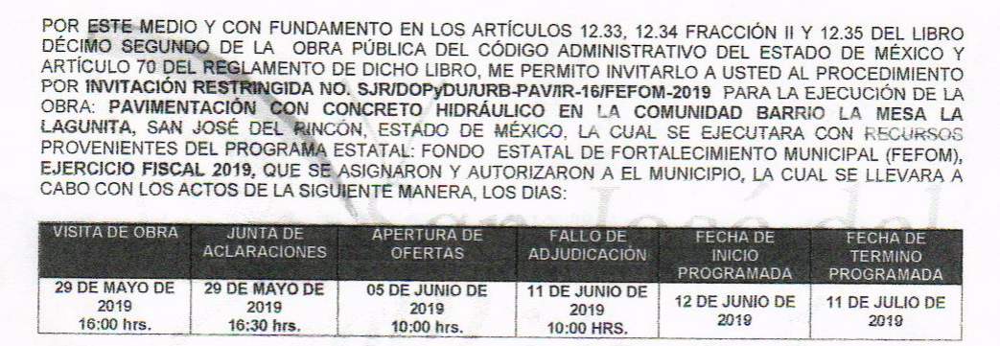 POR ESTE MEDIO Y CON FUNDAMENTO EN LOS ARTÍCULOS 12.33, 12.34 FRACCIÓN II Y 12.35 DEL LIBRO
DÉCIMO SEGUNDO DE LA OBRA PÚBLICA DEL CÓDIGO ADMINISTRATIVO DEL ESTADO DE MÉXICO Y
ARTÍCULO 70 DEL REGLAMENTO DE DICHO LIBRO, ME PERMITO INVITARLO A USTED AL PROCEDIMIENTO
POR INVITACIÓN RESTRINGIDA NO. SJR/DOPyDU/URB-PAV/IR-16/FEFOM-2019 PARA LA EJECUCIÓN DE LA
OBRA: PAVIMENTACIÓN CON CONCRETO HIDRÁULICO EN LA COMUNIDAD BARRIO LA MESA LA
LAGUNITA, SAN JOSÉ DEL RINCÓN, ESTADO DE MÉXICO, LA CUAL SE EJECUTARA CON RECURSOS
PROVENIENTES DEL PROGRAMA ESTATAL: FONDO ESTATAL DE FORTALECIMIENTO MUNICIPAL (FEFOM),
EJERCICIO FISCAL 2019, QUE SE ASIGNARON Y AUTORIZARON A EL MUNICIPIO, LA CUAL SE LLEVARA A
CABO CON LOS ACTOS DE LA SIGUIENTE MANERA, LOS DIAS:
San José del
VISITA DE OBRA JUNTA DE ACLARACIONES APERTURA DE OFERTAS FALLO DE ADJUDICACIÓN FECHA DE INICIO PROGRAMADA FECHA DE TERMINO PROGRAMADA
29 DE MAYO DE 2019 16:00 hrs. 29 DE MAYO DE 2019 16:30 hrs. 05 DE JUNIO DE 2019 10:00 hrs. 11 DE JUNIO DE 2019 10:00 HRS. 12 DE JUNIO DE 2019 11 DE JULIO DE 2019